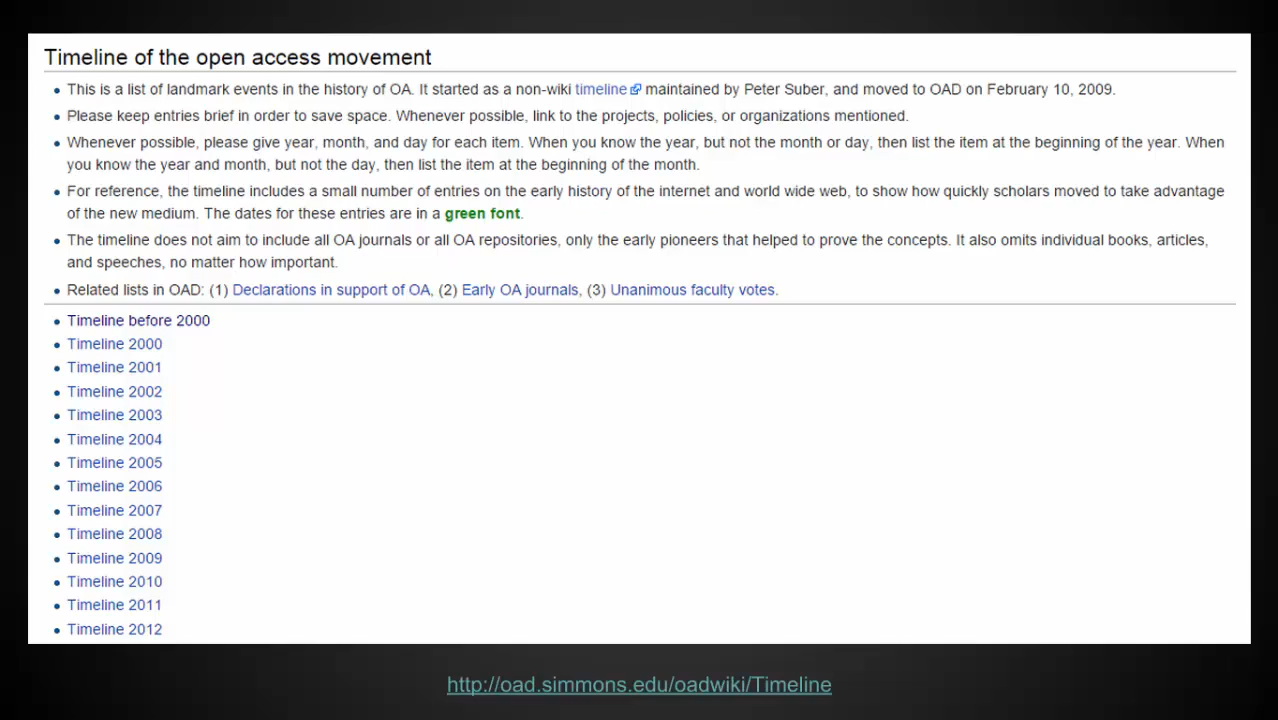 Timeline of the open access movement
• This is a list of landmark events in the history of OA. It started as a non-wiki timeline maintained by Peter Suber, and moved to OAD on February 10, 2009.
• Please keep entries brief in order to save space. Whenever possible, link to the projects, policies, or organizations mentioned.
• Whenever possible, please give year, month, and day for each item. When you know the year, but not the month or day, then list the item at the beginning of the year. When
you know the year and month, but not the day, then list the item at the beginning of the month.
• For reference, the timeline includes a small number of entries on the early history of the internet and world wide web, to show how quickly scholars moved to take advantage
of the new medium. The dates for these entries are in a green font.
• The timeline does not aim to include all OA journals or all OA repositories, only the early pioneers that helped to prove the concepts. It also omits individual books, articles,
and speeches, no matter how important.
• Related lists in OAD: (1) Declarations in support of OA, (2) Early OA journals, (3) Unanimous faculty votes.
• Timeline before 2000
• Timeline 2000
• Timeline 2001
• Timeline 2002
• Timeline 2003
• Timeline 2004
• Timeline 2005
• Timeline 2006
• Timeline 2007
• Timeline 2008
• Timeline 2009
• Timeline 2010
• Timeline 2011
• Timeline 2012
http://oad.simmons.edu/oadwiki/Timeline